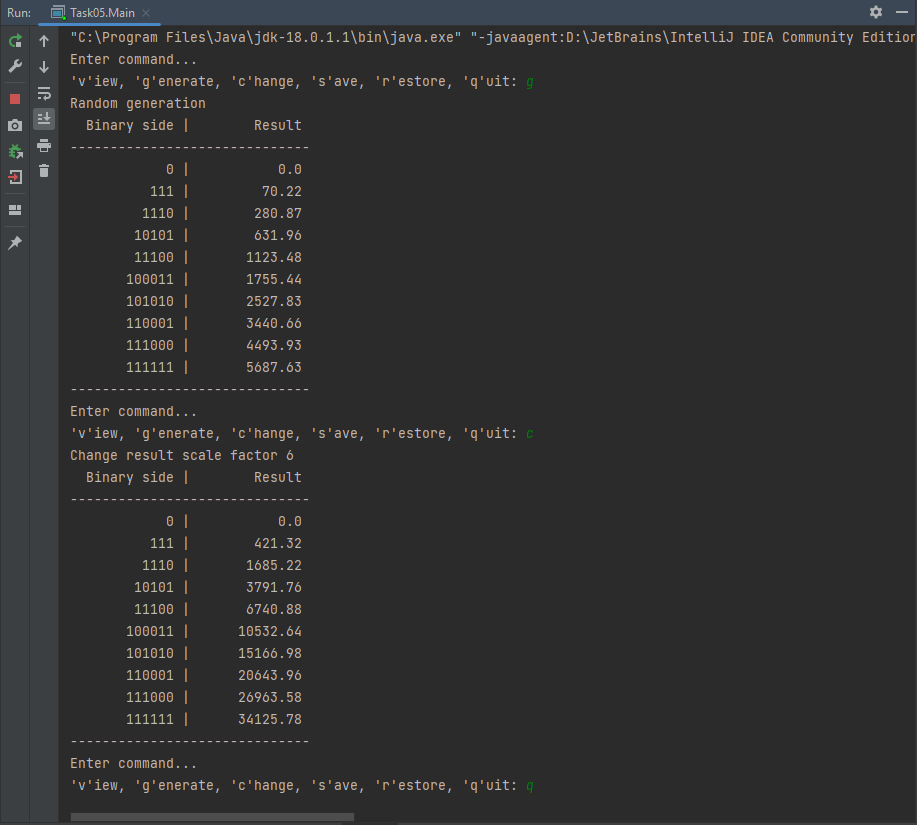 Run: Task05.Main
"C:\Program Files\Java\jdk-18.0.1.1\bin\java.exe" "-javaagent:D:\JetBrains\IntelliJ IDEA Community Edition
Enter command...
'v'iew, 'g'enerate, 'c'hange, 's'ave, 'r'estore, 'q'uit: g
Random generation
  Binary side |        Result
------------------------------
            0 |           0.0
          111 |         70.22
         1110 |        280.87
        10101 |        631.96
        11100 |       1123.48
       100011 |       1755.44
       101010 |       2527.83
       110001 |       3440.66
       111000 |       4493.93
       111111 |       5687.63
------------------------------
Enter command...
'v'iew, 'g'enerate, 'c'hange, 's'ave, 'r'estore, 'q'uit: c
Change result scale factor 6
  Binary side |        Result
------------------------------
            0 |           0.0
          111 |        421.32
         1110 |       1685.22
        10101 |       3791.76
        11100 |       6740.88
       100011 |      10532.64
       101010 |      15166.98
       110001 |      20643.96
       111000 |      26963.58
       111111 |      34125.78
------------------------------
Enter command...
'v'iew, 'g'enerate, 'c'hange, 's'ave, 'r'estore, 'q'uit: q